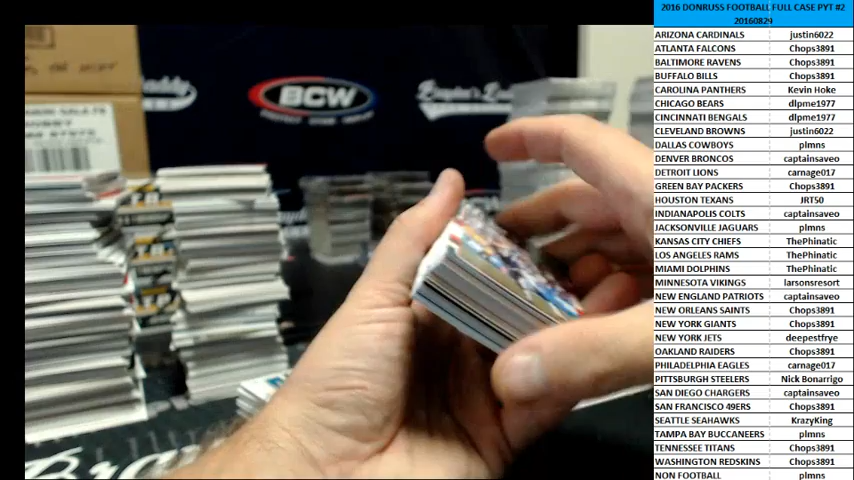 2016 DONRUSS FOOTBALL FULL CASE PYT #2
20160829
ARIZONA CARDINALS justin6022
ATLANTA FALCONS Chops3891
BALTIMORE RAVENS Chops3891
BUFFALO BILLS Chops3891
CAROLINA PANTHERS Kevin Hoke
CHICAGO BEARS dlpme1977
CINCINNATI BENGALS dlpme1977
CLEVELAND BROWNS justin6022
DALLAS COWBOYS plmns
DENVER BRONCOS captainsaveo
DETROIT LIONS carnage017
GREEN BAY PACKERS Chops3891
HOUSTON TEXANS JRT50
INDIANAPOLIS COLTS captainsaveo
JACKSONVILLE JAGUARS plmns
KANSAS CITY CHIEFS ThePhinatic
LOS ANGELES RAMS ThePhinatic
MIAMI DOLPHINS ThePhinatic
MINNESOTA VIKINGS larsonsresort
NEW ENGLAND PATRIOTS captainsaveo
NEW ORLEANS SAINTS Chops3891
NEW YORK GIANTS Chops3891
NEW YORK JETS deepestfrye
OAKLAND RAIDERS Chops3891
PHILADELPHIA EAGLES carnage017
PITTSBURGH STEELERS Nick Bonarrigo
SAN DIEGO CHARGERS captainsaveo
SAN FRANCISCO 49ERS Chops3891
SEATTLE SEAHAWKS KrazyKing
TAMPA BAY BUCCANEERS plmns
TENNESSEE TITANS Chops3891
WASHINGTON REDSKINS Chops3891
NON FOOTBALL plmns
BCW